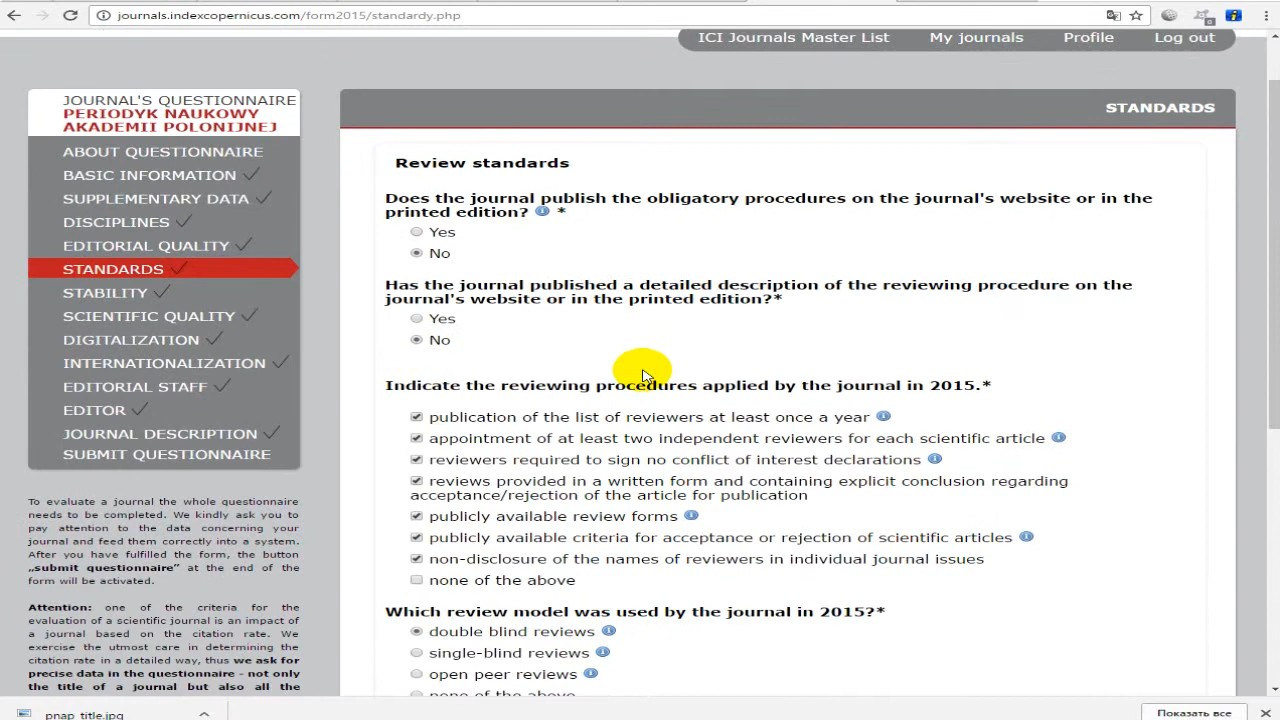 journals.indexcopernicus.com/form2015/standardy.php
ICI Journals Master List My journals Profile Log out
JOURNAL'S QUESTIONNAIRE
PERIODYK NAUKOWY
AKADEMII POLONIJNEJ
ABOUT QUESTIONNAIRE
BASIC INFORMATION
SUPPLEMENTARY DATA
DISCIPLINES
EDITORIAL QUALITY
STANDARDS
STABILITY
SCIENTIFIC QUALITY
DIGITALIZATION
INTERNATIONALIZATION
EDITORIAL STAFF
EDITOR
JOURNAL DESCRIPTION
SUBMIT QUESTIONNAIRE
To evaluate a journal the whole questionnaire
needs to be completed. We kindly ask you to
pay attention to the data concerning your
journal and feed them correctly into a system.
After you have fulfilled the form, the button
„submit questionnaire” at the end of the
form will be activated.
Attention: one of the criteria for the
evaluation of a scientific journal is an impact of
a journal based on the citation rate. We
exercise the utmost care in determining the
citation rate in a detailed way, thus we ask for
precise data in the questionnaire - not only
the title of a journal but also all the
STANDARDS
Review standards
Does the journal publish the obligatory procedures on the journal's website or in the
printed edition? *
Yes
No
Has the journal published a detailed description of the reviewing procedure on the
journal's website or in the printed edition?*
Yes
No
Indicate the reviewing procedures applied by the journal in 2015.*
publication of the list of reviewers at least once a year
appointment of at least two independent reviewers for each scientific article
reviewers required to sign no conflict of interest declarations
reviews provided in a written form and containing explicit conclusion regarding
acceptance/rejection of the article for publication
publicly available review forms
publicly available criteria for acceptance or rejection of scientific articles
non-disclosure of the names of reviewers in individual journal issues
none of the above
Which review model was used by the journal in 2015?*
double blind reviews
single-blind reviews
open peer reviews
none of the above
pnap_title.jpg
Показать все